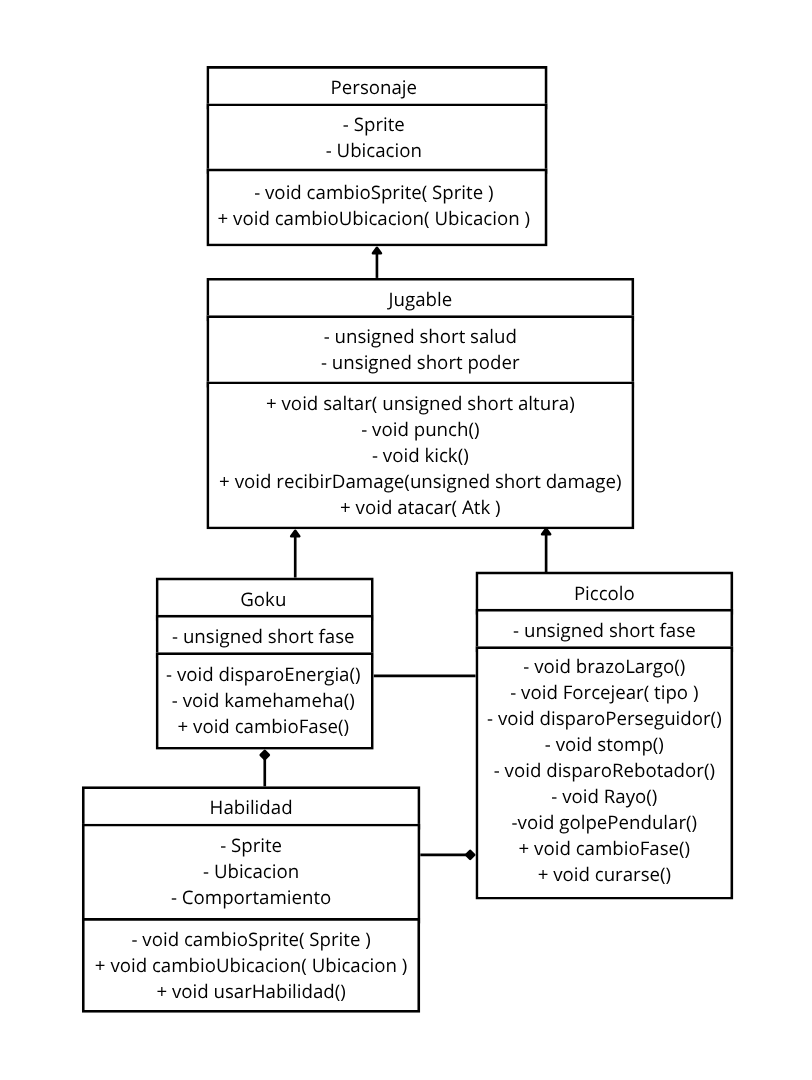 Personaje
- Sprite
- Ubicacion
- void cambioSprite( Sprite )
+ void cambioUbicacion( Ubicacion )
Jugable
- unsigned short salud
- unsigned short poder
+ void saltar( unsigned short altura)
- void punch()
- void kick()
+ void recibirDamage(unsigned short damage)
+ void atacar( Atk )
Goku
- unsigned short fase
- void disparoEnergia()
- void kamehameha()
+ void cambioFase()
Piccolo
- unsigned short fase
- void brazoLargo()
- void Forcejear( tipo )
- void disparoPerseguidor()
- void stomp()
- void disparoRebotador()
- void Rayo()
-void golpePendular()
+ void cambioFase()
+ void curarse()
Habilidad
- Sprite
- Ubicacion
- Comportamiento
- void cambioSprite( Sprite )
+ void cambioUbicacion( Ubicacion )
+ void usarHabilidad()